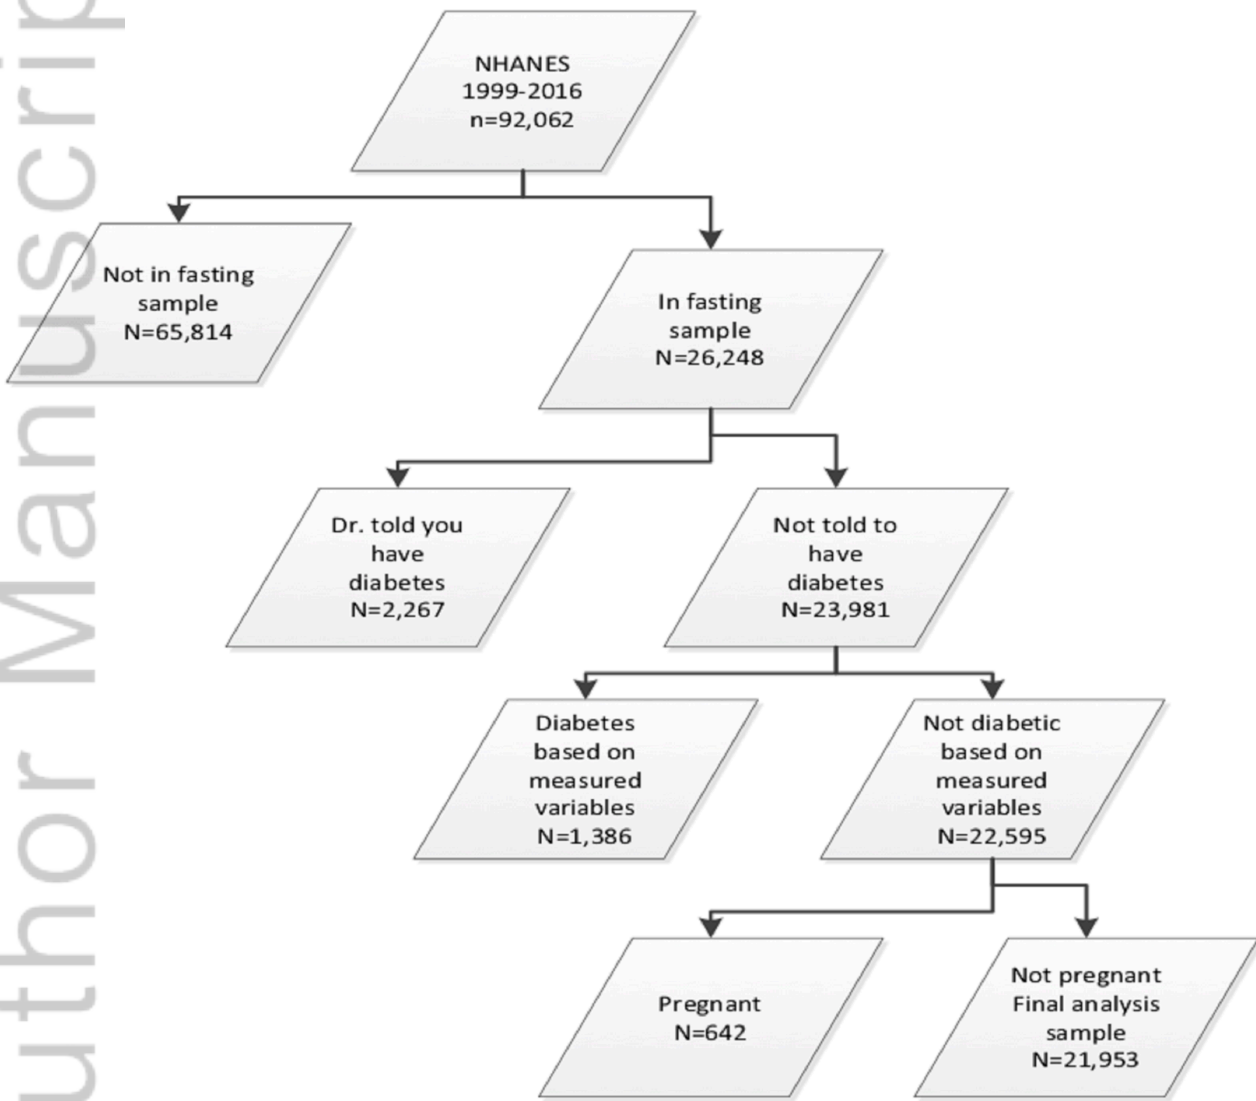 NHANES
1999-2016
n=92,062
Not in fasting
sample
N=65,814
In fasting
sample
N=26,248
Dr. told you
have
diabetes
N=2,267
Not told to
have
diabetes
N=23,981
Diabetes
based on
measured
variables
N=1,386
Not diabetic
based on
measured
variables
N=22,595
Pregnant
N=642
Not pregnant
Final analysis
sample
N=21,953
uthor Manuscrip